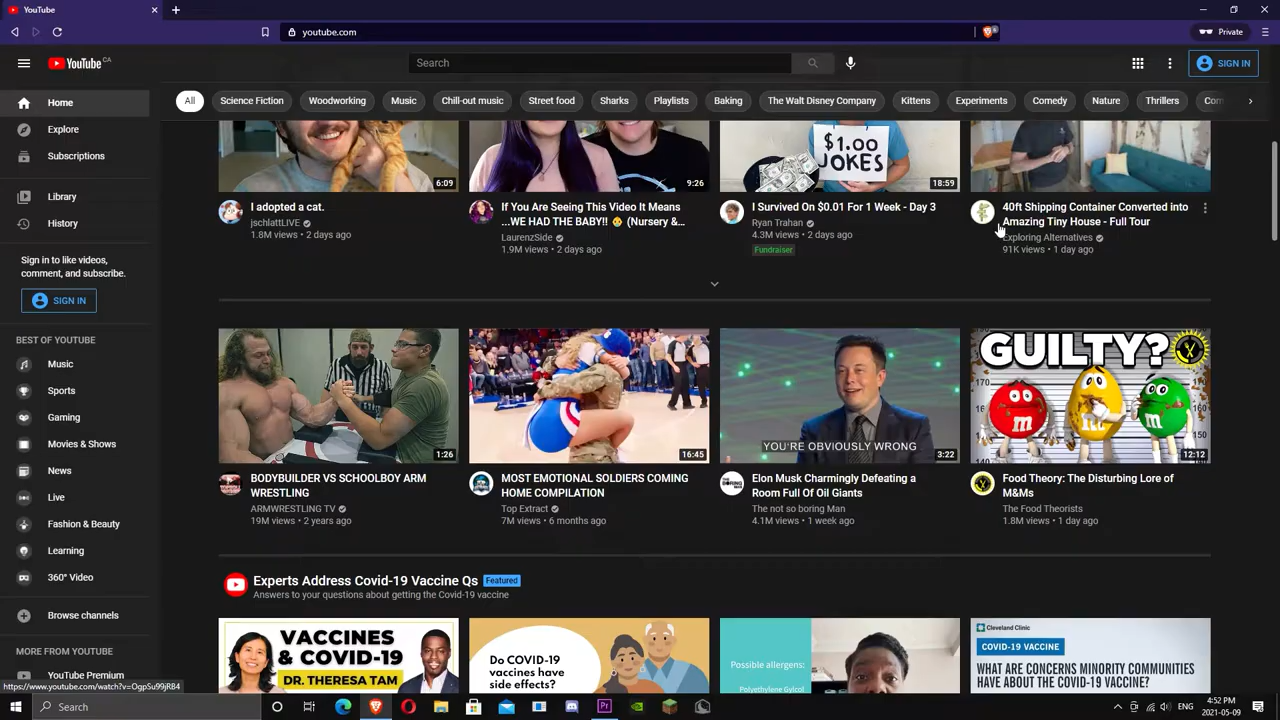 YouTube
youtube.com
Private
YouTube CA
Search
SIGN IN
All
Science Fiction
Woodworking
Music
Chill-out music
Street food
Sharks
Playlists
Baking
The Walt Disney Company
Kittens
Experiments
Comedy
Nature
Thrillers
Home
Explore
Subscriptions
Library
History
Sign in to like videos,
comment, and subscribe.
SIGN IN
BEST OF YOUTUBE
Music
Sports
Gaming
Movies & Shows
News
Live
Fashion & Beauty
Learning
360° Video
Browse channels
MORE FROM YOUTUBE
YouTube Premium
https://www.youtube.com/watch?v=OgpSu99jR84
6:09
9:26
$1.00
JOKES
18:59
I adopted a cat.
jschlattLIVE
1.8M views • 2 days ago
If You Are Seeing This Video It Means
...WE HAD THE BABY!! 👶 (Nursery &...
LaurenzSide
1.9M views • 2 days ago
I Survived On $0.01 For 1 Week - Day 3
Ryan Trahan
4.3M views • 2 days ago
Fundraiser
40ft Shipping Container Converted into
Amazing Tiny House - Full Tour
Exploring Alternatives
91K views • 1 day ago
1:26
16:45
YOU'RE OBVIOUSLY WRONG
3:22
GUILTY?
170
160
150
12:12
BODYBUILDER VS SCHOOLBOY ARM
WRESTLING
ARMWRESTLING TV
19M views • 2 years ago
MOST EMOTIONAL SOLDIERS COMING
HOME COMPILATION
Top Extract
7M views • 6 months ago
Elon Musk Charmingly Defeating a
Room Full Of Oil Giants
The not so boring Man
4.1M views • 1 week ago
Food Theory: The Disturbing Lore of
M&Ms
The Food Theorists
1.8M views • 1 day ago
Experts Address Covid-19 Vaccine Qs
Featured
Answers to your questions about getting the Covid-19 vaccine
VACCINES
& COVID-19
DR. THERESA TAM
Do COVID-19
vaccines have
side effects?
Possible allergens:
Polyethylene Gylcol
Cleveland Clinic
COVID-19 VACCINE
WHAT ARE CONCERNS MINORITY COMMUNITIES
HAVE ABOUT THE COVID-19 VACCINE?
Search
Pr
ENG
4:52 PM
2021-05-09